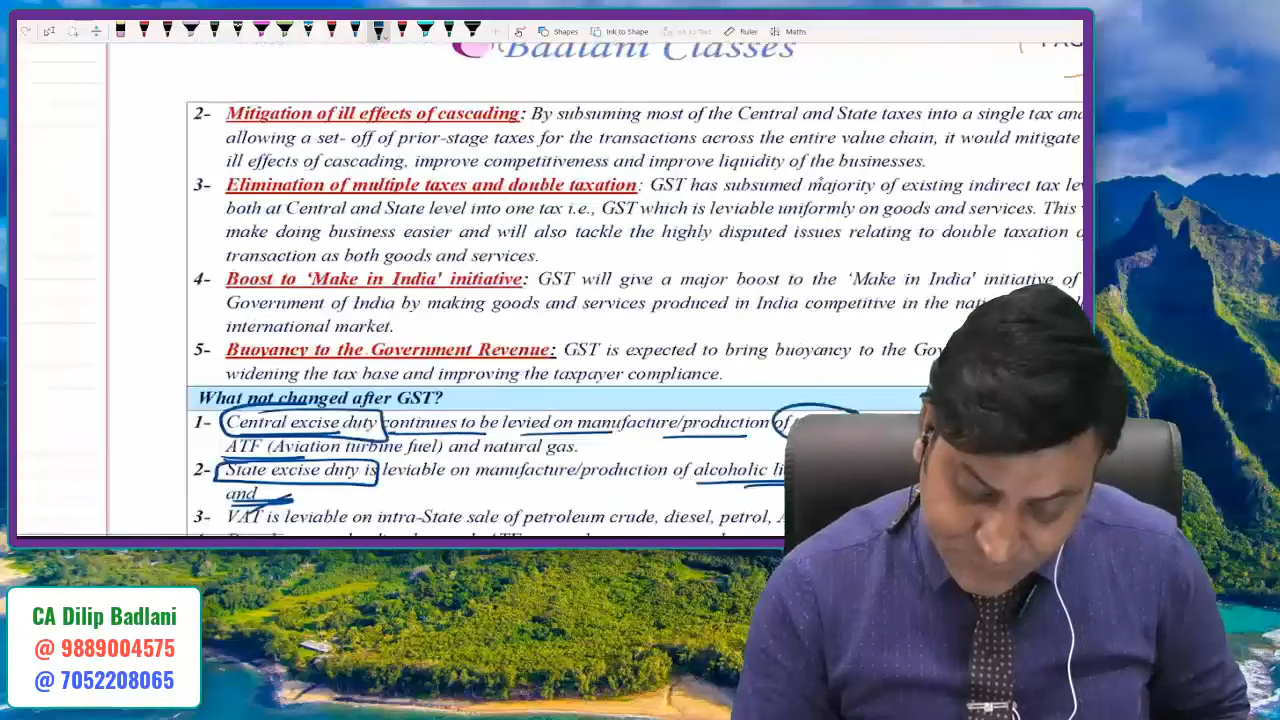 Shapes Ink to Shape Ink to Text Ruler Maths
Badlani Classes
2- Mitigation of ill effects of cascading: By subsuming most of the Central and State taxes into a single tax and
allowing a set- off of prior-stage taxes for the transactions across the entire value chain, it would mitigate
ill effects of cascading, improve competitiveness and improve liquidity of the businesses.
3- Elimination of multiple taxes and double taxation: GST has subsumed majority of existing indirect tax
both at Central and State level into one tax i.e., GST which is leviable uniformly on goods and services. This
make doing business easier and will also tackle the highly disputed issues relating to double taxation
transaction as both goods and services.
4- Boost to ‘Make in India' initiative: GST will give a major boost to the ‘Make in India' initiative of
Government of India by making goods and services produced in India competitive in the
international market.
5- Buoyancy to the Government Revenue: GST is expected to bring buoyancy to the
widening the tax base and improving the taxpayer compliance.
What not changed after GST?
1- Central excise duty continues to be levied on manufacture/production of
ATF (Aviation turbine fuel) and natural gas.
2- State excise duty is leviable on manufacture/production of alcoholic
and
3- VAT is leviable on intra-State sale of petroleum crude, diesel, petrol,
CA Dilip Badlani
@ 9889004575
@ 7052208065